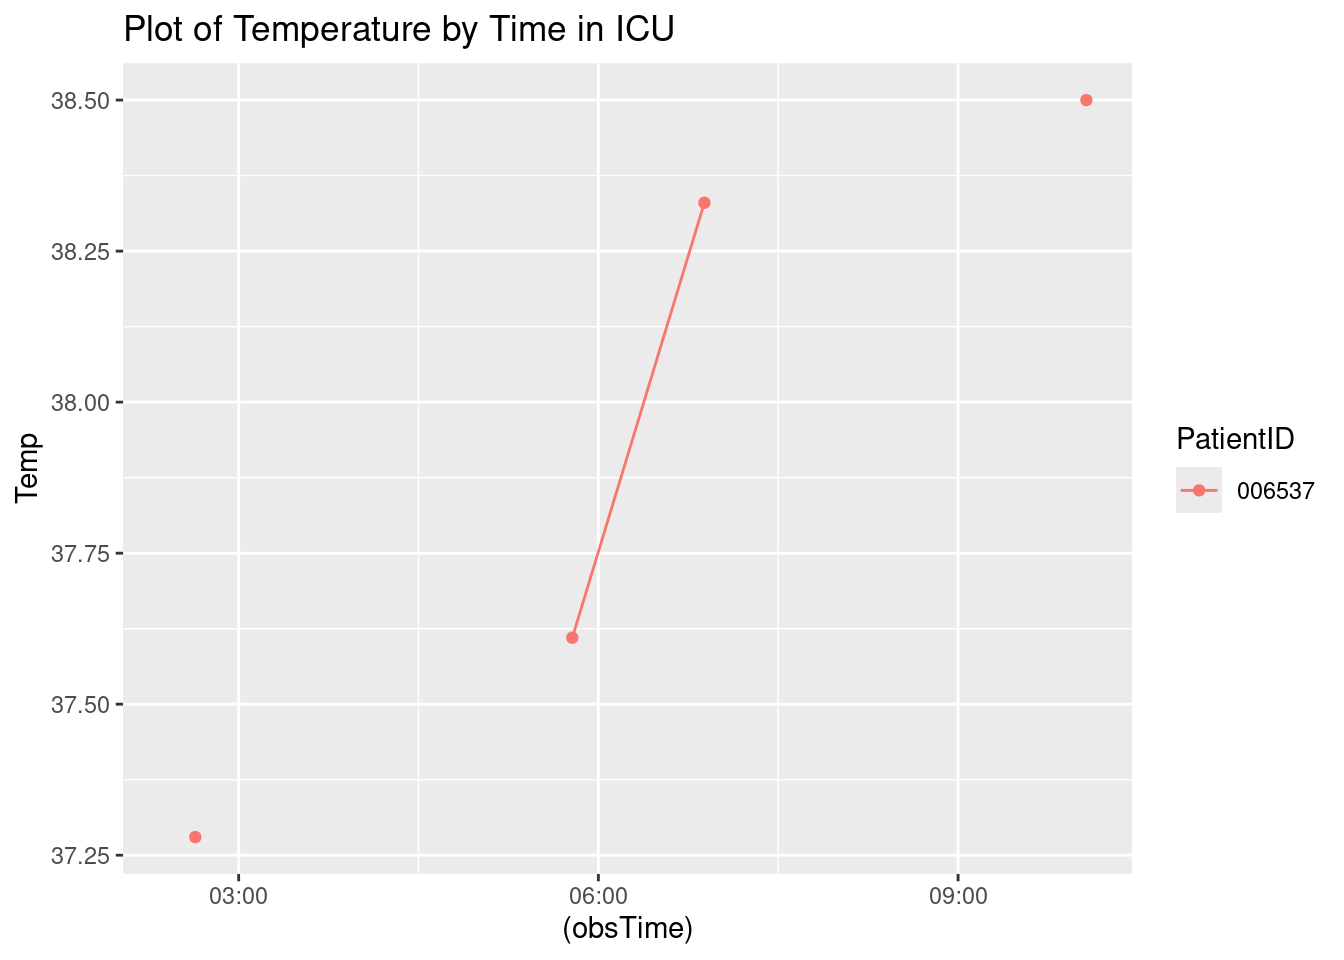 Plot of Temperature by Time in ICU
38.50
38.25
38.00
37.75
37.50
37.25
Temp
03:00
06:00
09:00
(obsTime)
PatientID
006537